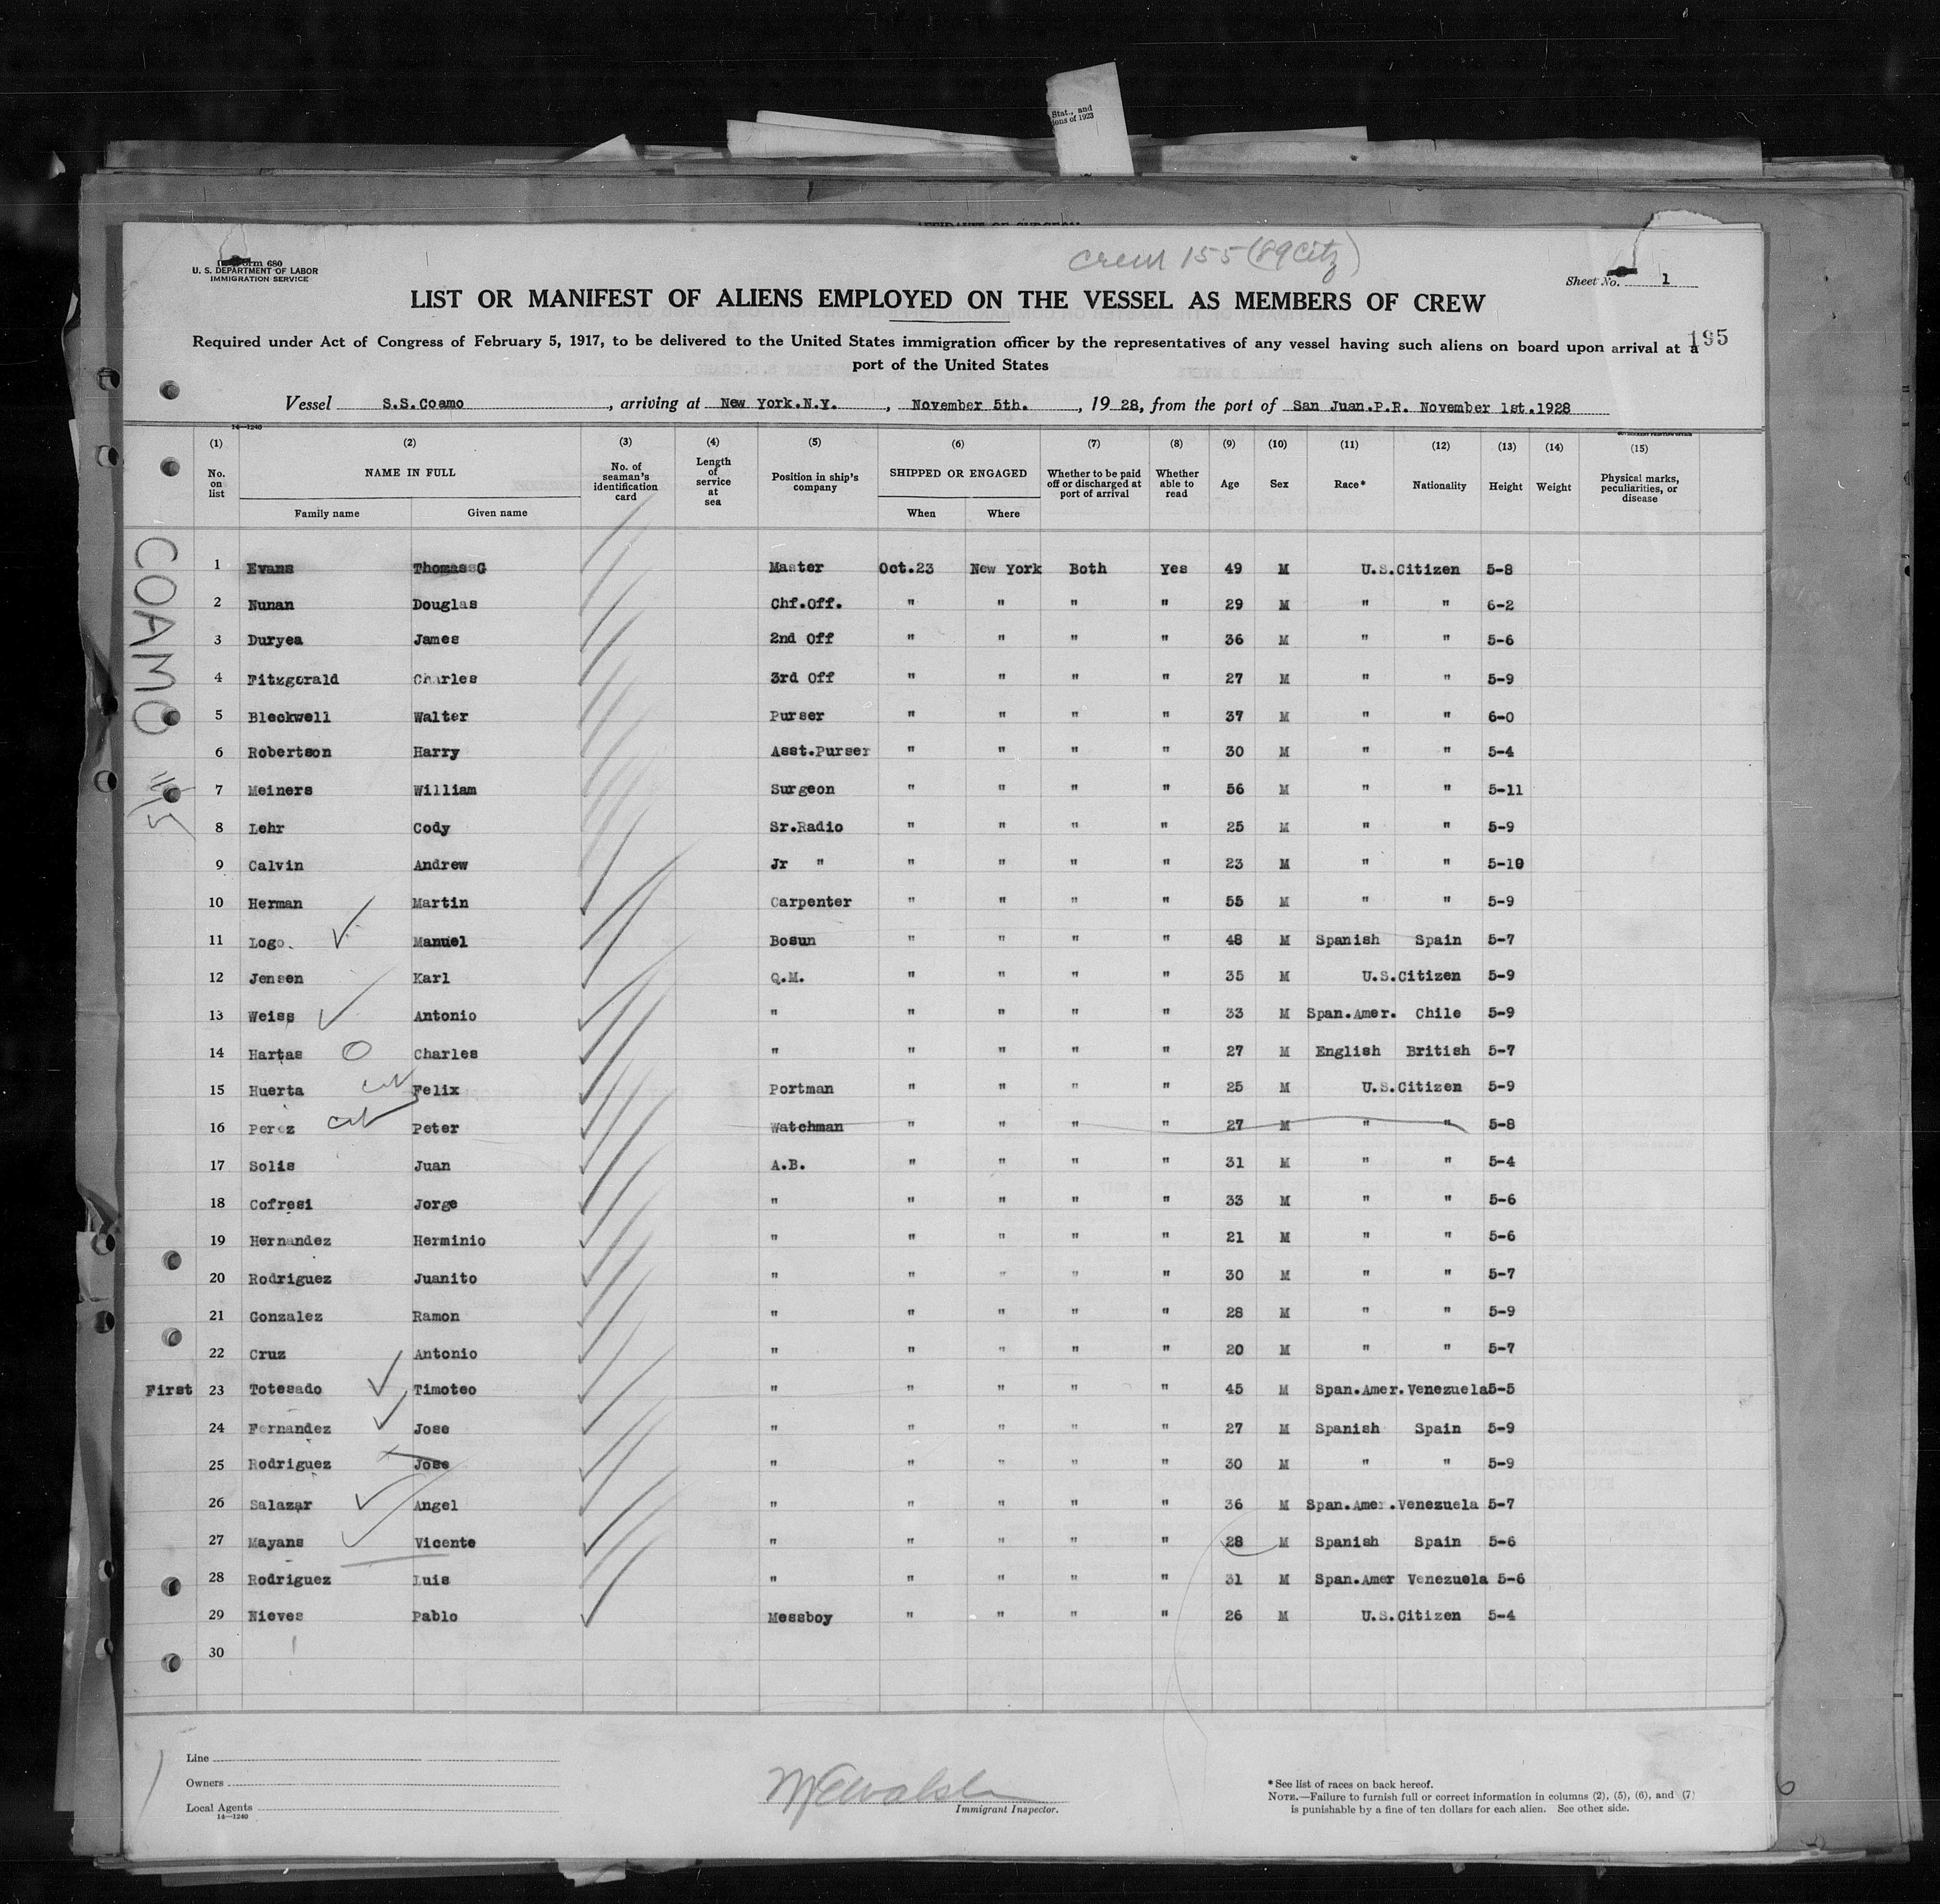 Stat., and
ions of 1923
Crew 155 (89 Citz)
Form 680
U. S. DEPARTMENT OF LABOR
IMMIGRATION SERVICE
Sheet No. 1
LIST OR MANIFEST OF ALIENS EMPLOYED ON THE VESSEL AS MEMBERS OF CREW
195
Required under Act of Congress of February 5, 1917, to be delivered to the United States immigration officer by the representatives of any vessel having such aliens on board upon arrival at a
port of the United States
Vessel S.S.Coamo, arriving at New York.N.Y., November 5th., 1928, from the port of San Juan.P.R. November 1st.1928
14—1240
GOVERNMENT PRINTING OFFICE
(1) (2) (3) (4) (5) (6) (7) (8) (9) (10) (11) (12) (13) (14) (15)
No. on list NAME IN FULL No. of seaman's identification card Length of service at sea Position in ship's company SHIPPED OR ENGAGED Whether to be paid off or discharged at port of arrival Whether able to read Age Sex Race* Nationality Height Weight Physical marks, peculiarities, or disease
Family name Given name When Where
COAMO
11/5
1 Evans Thomas G Master Oct.23 New York Both Yes 49 M U.S.Citizen 5-8
2 Nunan Douglas Chf.Off. " " " " 29 M " " 6-2
3 Duryea James 2nd Off " " " " 36 M " " 5-6
4 Fitzgerald Charles 3rd Off " " " " 27 M " " 5-9
5 Bleckwell Walter Purser " " " " 37 M " " 6-0
6 Robertson Harry Asst.Purser " " " " 30 M " " 5-4
7 Meiners William Surgeon " " " " 56 M " " 5-11
8 Lehr Cody Sr.Radio " " " " 25 M " " 5-9
9 Calvin Andrew Jr " " " " " 23 M " " 5-10
10 Herman Martin Carpenter " " " " 55 M " " 5-9
11 Logo. Manuel Bosun " " " " 48 M Spanish Spain 5-7
12 Jensen Karl Q.M. " " " " 35 M U.S.Citizen 5-9
13 Weiss Antonio " " " " " 33 M Span.Amer. Chile 5-9
14 Hartas Charles " " " " " 27 M English British 5-7
15 Huerta cit Felix Portman " " " " 25 M U.S.Citizen 5-9
16 Perez cit Peter Watchman " " " " 27 M " " 5-8
17 Solis Juan A.B. " " " " 31 M " " 5-4
18 Cofresi Jorge " " " " " 33 M " " 5-6
19 Hernandez Herminio " " " " " 21 M " " 5-6
20 Rodriguez Juanito " " " " " 30 M " " 5-7
21 Gonzalez Ramon " " " " " 28 M " " 5-9
22 Cruz Antonio " " " " " 20 M " " 5-7
First 23 Totesado Timoteo " " " " " 45 M Span.Amer. Venezuela 5-5
24 Fernandez Jose " " " " " 27 M Spanish Spain 5-9
25 Rodriguez Jose " " " " " 30 M " " 5-9
26 Salazar Angel " " " " " 36 M Span.Amer. Venezuela 5-7
27 Mayans Vicente " " " " " 28 M Spanish Spain 5-6
28 Rodriguez Luis " " " " " 31 M Span.Amer Venezuela 5-6
29 Nieves Pablo Messboy " " " " 26 M U.S.Citizen 5-4
30
Line
Owners
Local Agents
14—1240
Immigrant Inspector.
*See list of races on back hereof.
NOTE.—Failure to furnish full or correct information in columns (2), (5), (6), and (7)
is punishable by a fine of ten dollars for each alien. See other side.